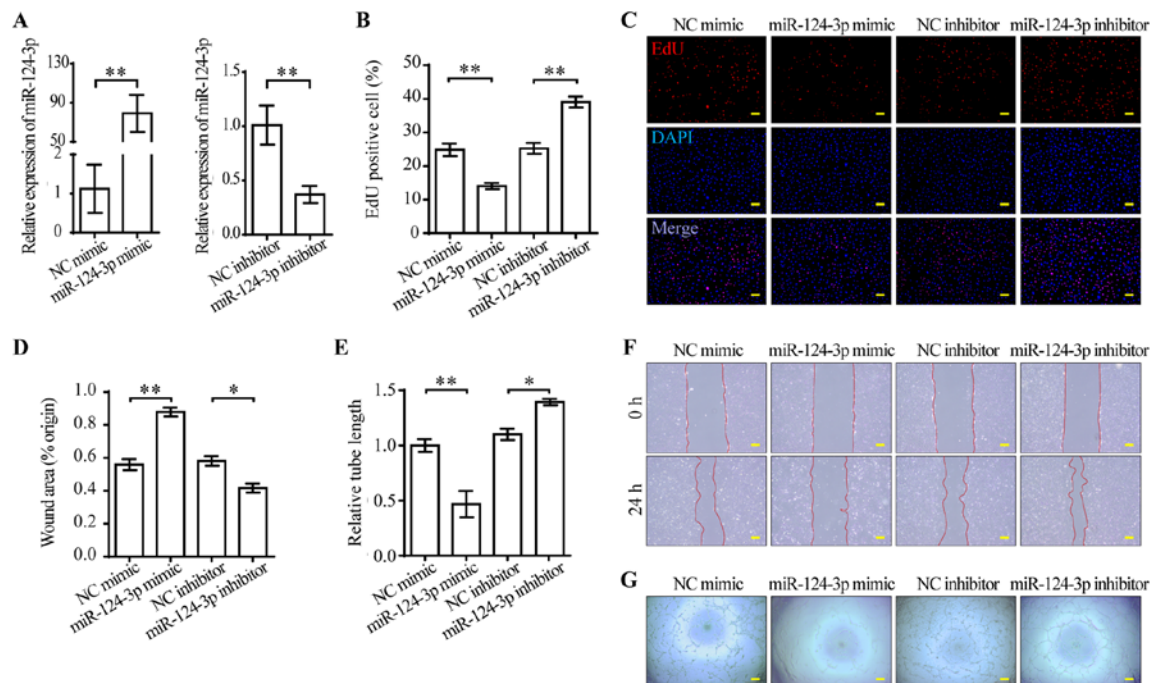 A
Relative expression of miR-124-3p
130
90
50
2
1
0
**
NC mimic
miR-124-3p mimic
Relative expression of miR-124-3p
1.5
1.0
0.5
0.0
**
NC inhibitor
miR-124-3p inhibitor
B
EdU positive cell (%)
50
40
30
20
10
0
** **
NC mimic
miR-124-3p mimic
NC inhibitor
miR-124-3p inhibitor
C
NC mimic miR-124-3p mimic NC inhibitor miR-124-3p inhibitor
EdU
DAPI
Merge
D
Wound area (% origin)
1.0
0.8
0.6
0.4
0.2
0.0
** *
NC mimic
miR-124-3p mimic
NC inhibitor
miR-124-3p inhibitor
E
Relative tube length
1.5
1.0
0.5
0.0
** *
NC mimic
miR-124-3p mimic
NC inhibitor
miR-124-3p inhibitor
F
NC mimic miR-124-3p mimic NC inhibitor miR-124-3p inhibitor
0 h
24 h
G
NC mimic miR-124-3p mimic NC inhibitor miR-124-3p inhibitor